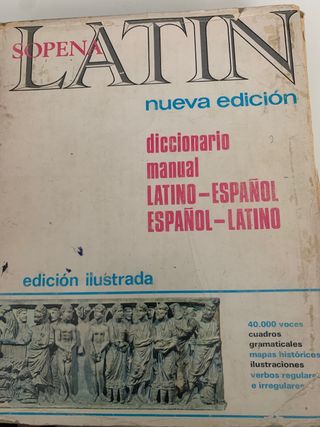 SOPENA
LATIN
nueva edición
diccionario
manual
LATINO-ESPAÑOL
ESPAÑOL-LATINO
edición ilustrada
40.000 voces
cuadros
gramaticales
mapas históricos
ilustraciones
verbos regulares
e irregulares